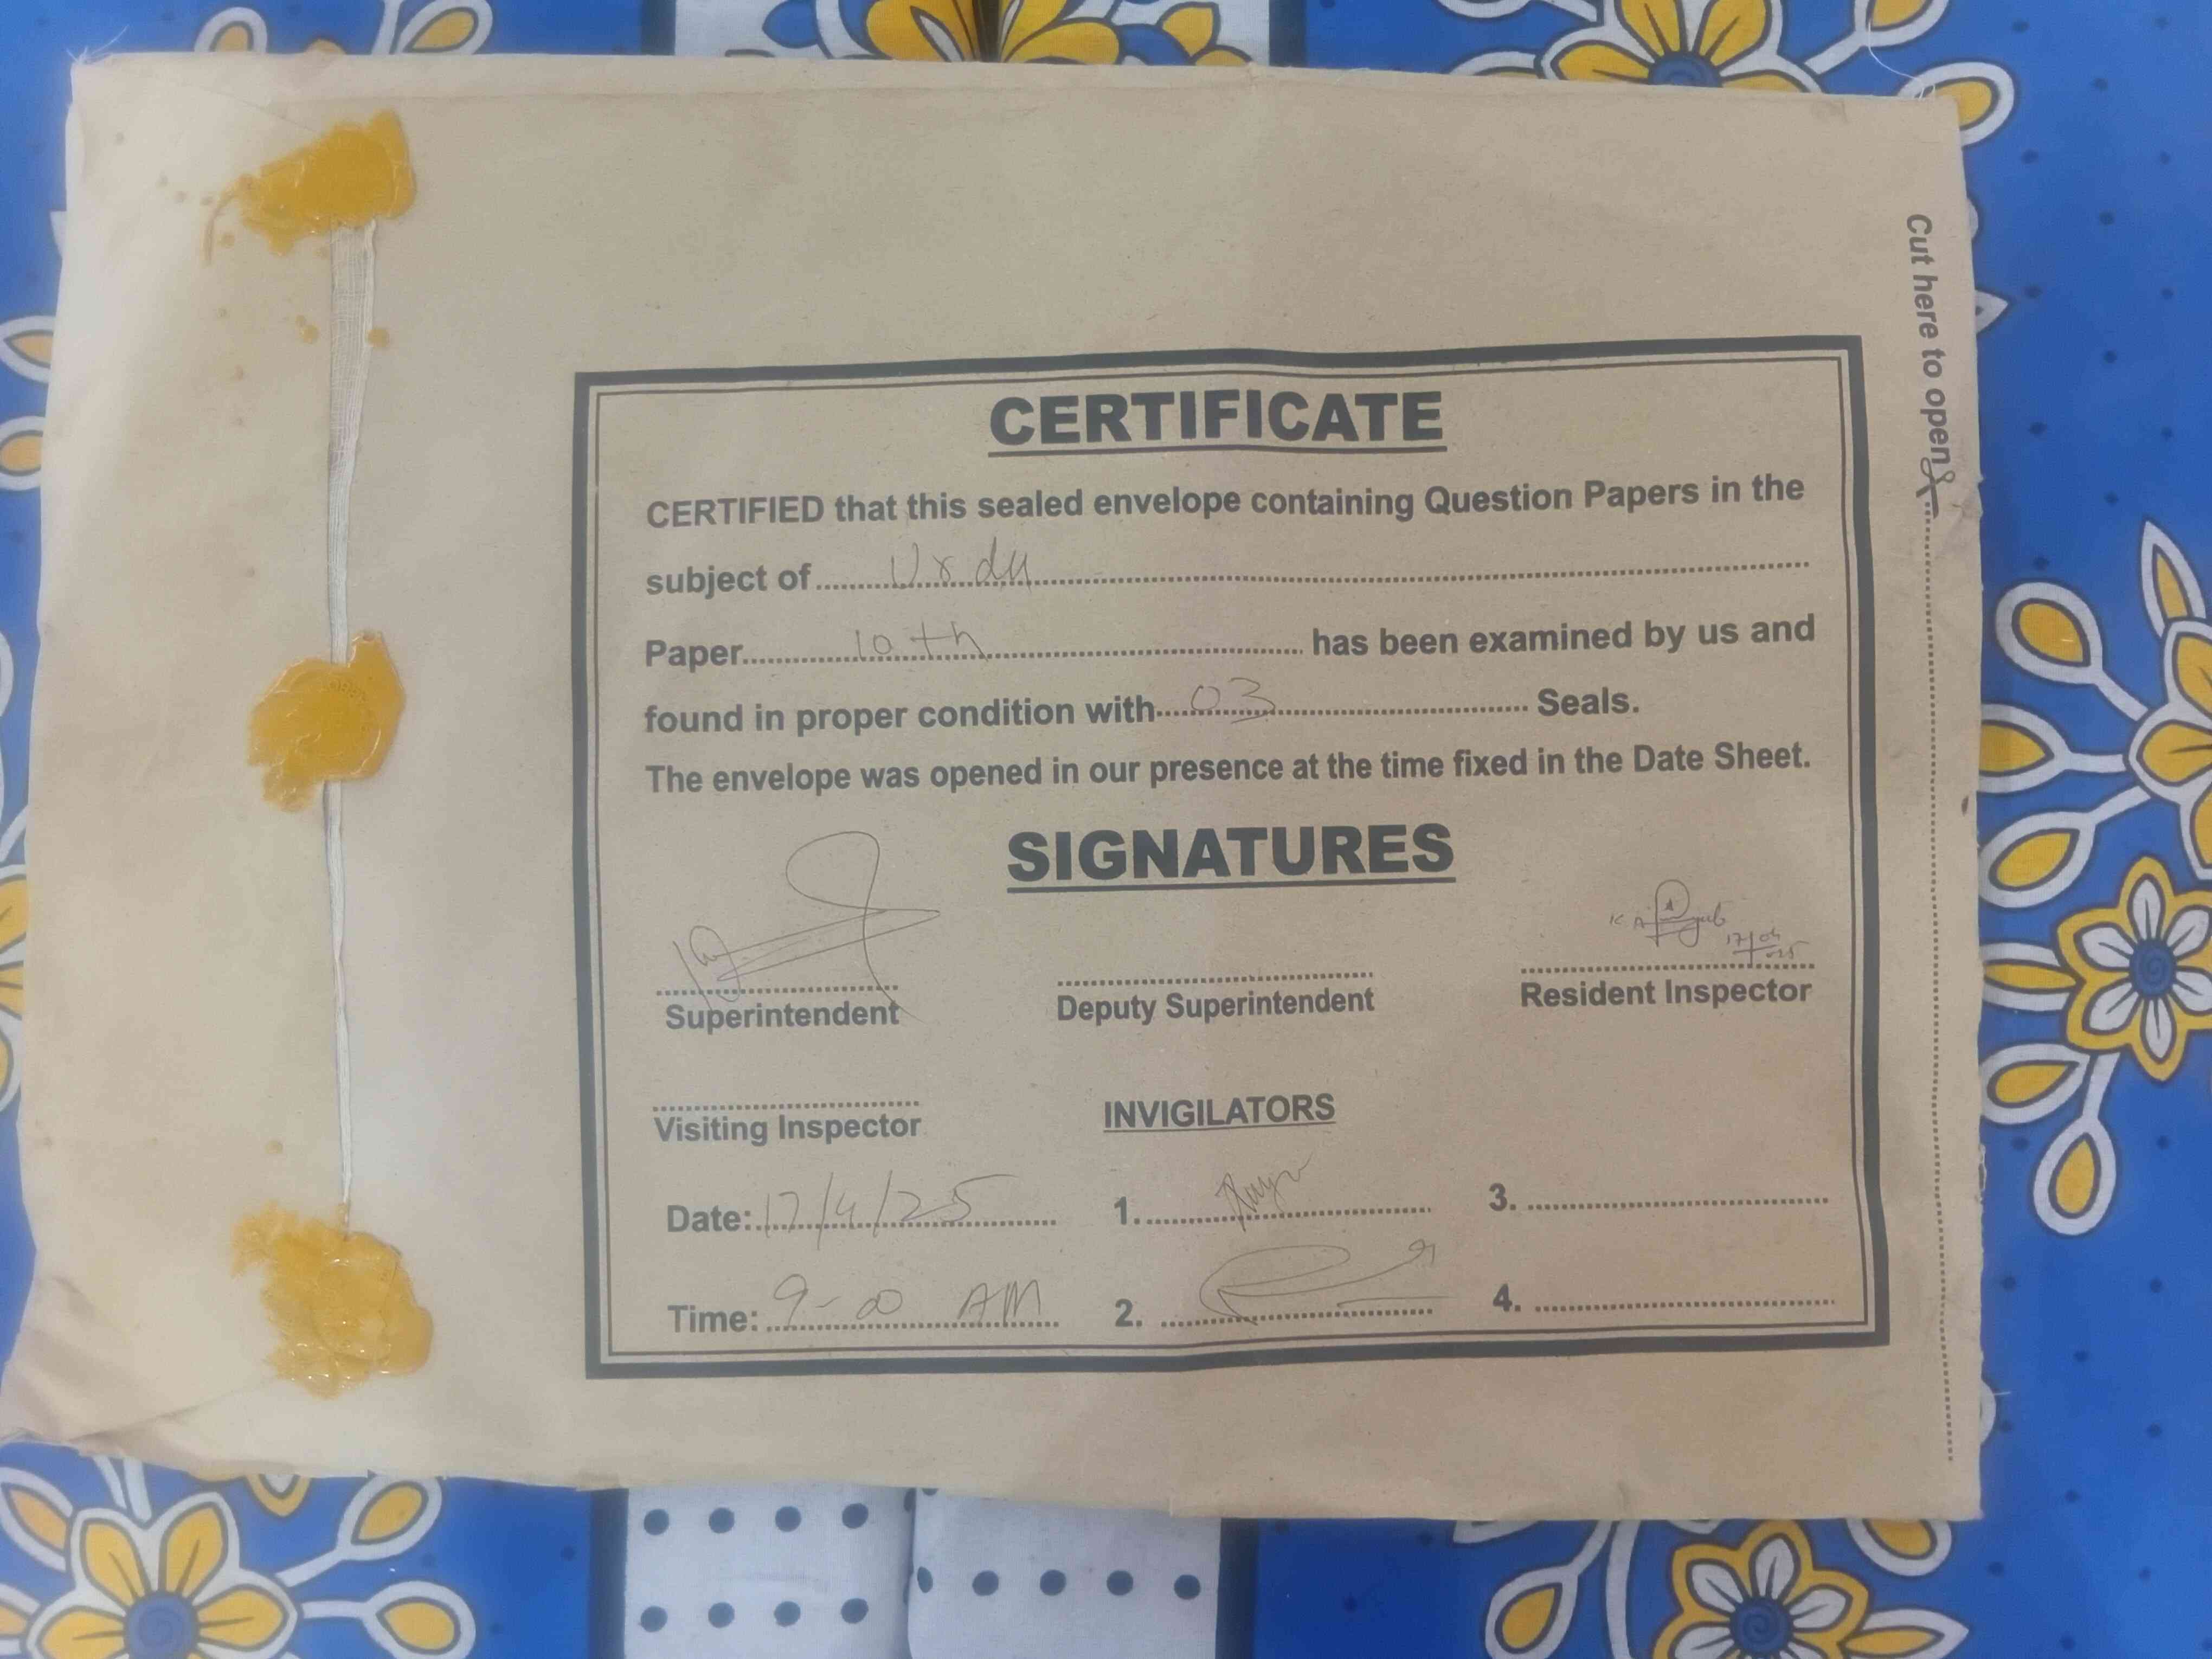 Cut here to open
CERTIFICATE
CERTIFIED that this sealed envelope containing Question Papers in the
subject of Urdu
Paper 10th has been examined by us and
found in proper condition with 03 Seals.
The envelope was opened in our presence at the time fixed in the Date Sheet.
SIGNATURES
17/04
Superintendent Deputy Superintendent Resident Inspector
Visiting Inspector INVIGILATORS
Date: 17/4/25 1. 3.
Time: 9-00 AM 2. 4.